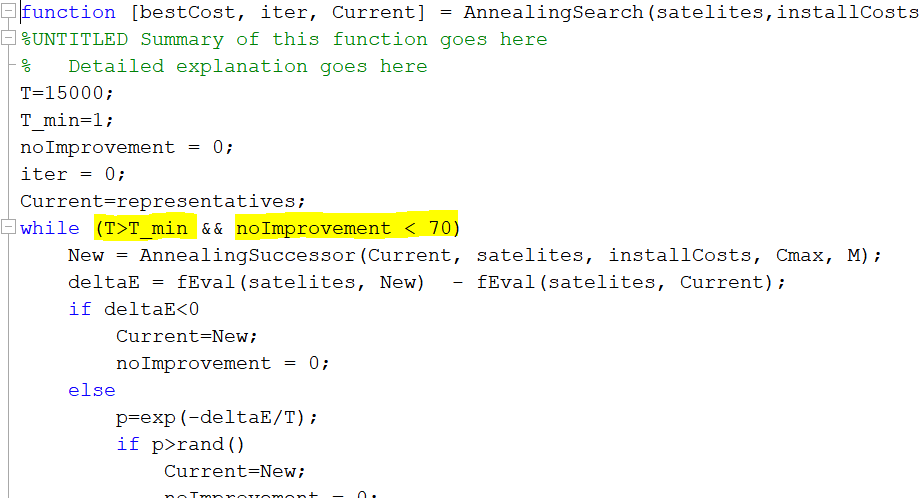 function [bestCost, iter, Current] = AnnealingSearch(satelites,installCosts
%UNTITLED Summary of this function goes here
%   Detailed explanation goes here
T=15000;
T_min=1;
noImprovement = 0;
iter = 0;
Current=representatives;
while (T>T_min && noImprovement < 70)
    New = AnnealingSuccessor(Current, satelites, installCosts, Cmax, M);
    deltaE = fEval(satelites, New)  - fEval(satelites, Current);
    if deltaE<0
        Current=New;
        noImprovement = 0;
    else
        p=exp(-deltaE/T);
        if p>rand()
            Current=New;
            noImprovement = 0;